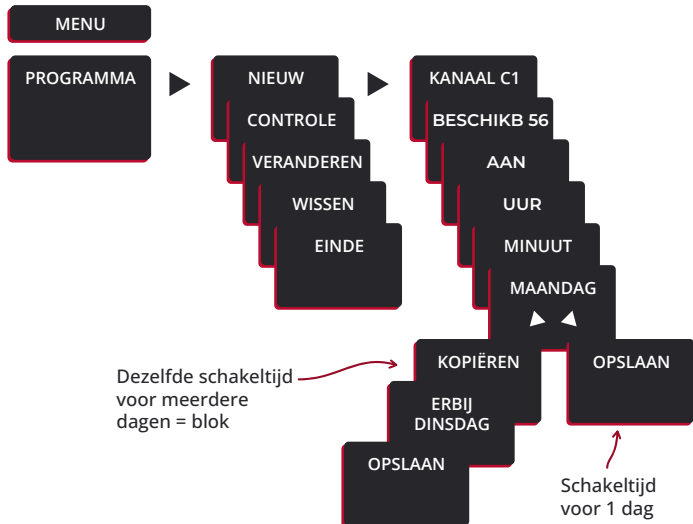 MENU
PROGRAMMA
NIEUW
CONTROLE
VERANDEREN
WISSEN
EINDE
KANAAL C1
BESCHIKB 56
AAN
UUR
MINUUT
MAANDAG
KOPIËREN
ERBIJ
DINSDAG
OPSLAAN
OPSLAAN
Dezelfde schakeltijd
voor meerdere
dagen = blok
Schakeltijd
voor 1 dag